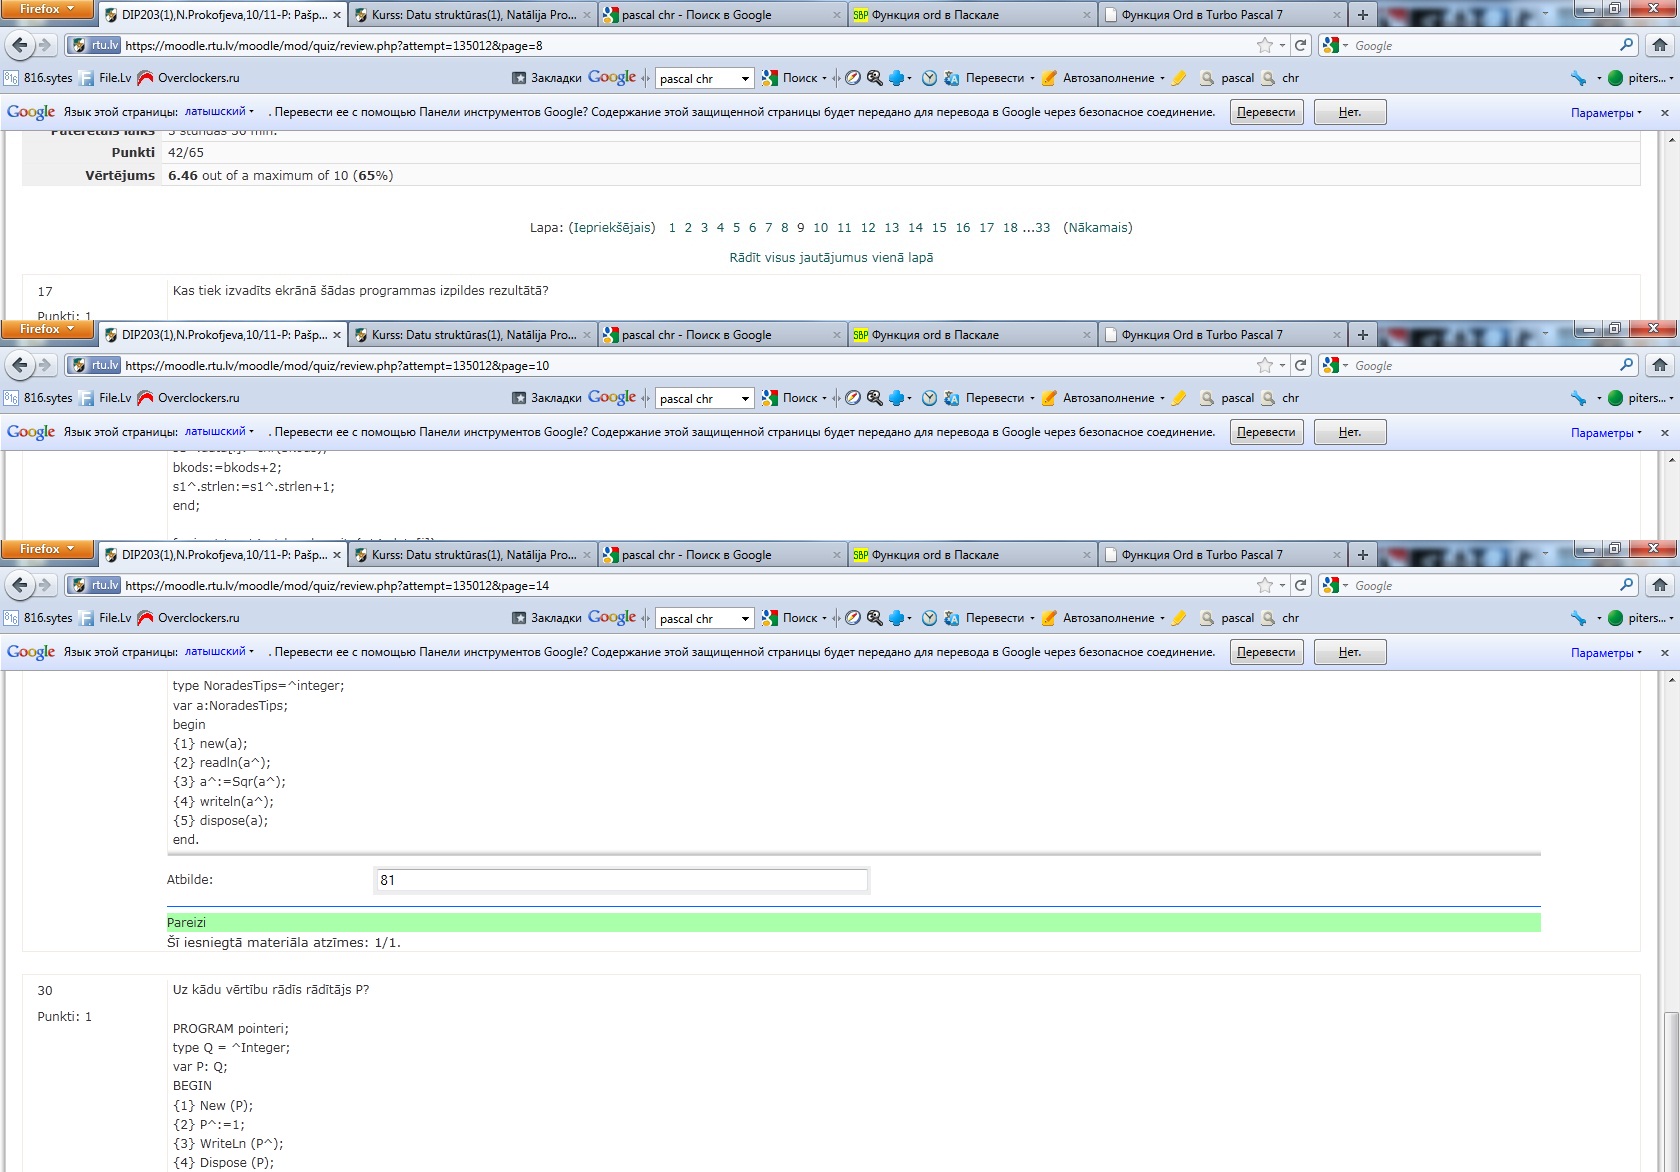 Firefox
DIP203(1),N.Prokofjeva,10/11-P: Pašp...
Kurss: Datu struktūras(1), Natālija Pro...
pascal chr - Поиск в Google
SBP Функция ord в Паскале
Функция Ord в Turbo Pascal 7
rtu.lv https://moodle.rtu.lv/moodle/mod/quiz/review.php?attempt=135012&page=8
Google
816 816.sytes File.Lv Overclockers.ru
Закладки Google pascal chr Поиск Перевести Автозаполнение pascal chr piters...
Google Язык этой страницы: латышский . Перевести ее с помощью Панели инструментов Google? Содержание этой защищенной страницы будет передано для перевода в Google через безопасное соединение. Перевести Нет. Параметры
Patērētais laiks 3 stundas 30 min.
Punkti 42/65
Vērtējums 6.46 out of a maximum of 10 (65%)
Lapa: (Iepriekšējais) 1 2 3 4 5 6 7 8 9 10 11 12 13 14 15 16 17 18 ...33 (Nākamais)
Rādīt visus jautājumus vienā lapā
17
Kas tiek izvadīts ekrānā šādas programmas izpildes rezultātā?
Punkti: 1
Firefox
DIP203(1),N.Prokofjeva,10/11-P: Pašp...
Kurss: Datu struktūras(1), Natālija Pro...
pascal chr - Поиск в Google
SBP Функция ord в Паскале
Функция Ord в Turbo Pascal 7
rtu.lv https://moodle.rtu.lv/moodle/mod/quiz/review.php?attempt=135012&page=10
Google
816 816.sytes File.Lv Overclockers.ru
Закладки Google pascal chr Поиск Перевести Автозаполнение pascal chr piters...
Google Язык этой страницы: латышский . Перевести ее с помощью Панели инструментов Google? Содержание этой защищенной страницы будет передано для перевода в Google через безопасное соединение. Перевести Нет. Параметры
bkods:=bkods+2;
s1^.strlen:=s1^.strlen+1;
end;
Firefox
DIP203(1),N.Prokofjeva,10/11-P: Pašp...
Kurss: Datu struktūras(1), Natālija Pro...
pascal chr - Поиск в Google
SBP Функция ord в Паскале
Функция Ord в Turbo Pascal 7
rtu.lv https://moodle.rtu.lv/moodle/mod/quiz/review.php?attempt=135012&page=14
Google
816 816.sytes File.Lv Overclockers.ru
Закладки Google pascal chr Поиск Перевести Автозаполнение pascal chr piters...
Google Язык этой страницы: латышский . Перевести ее с помощью Панели инструментов Google? Содержание этой защищенной страницы будет передано для перевода в Google через безопасное соединение. Перевести Нет. Параметры
type NoradesTips=^integer;
var a:NoradesTips;
begin
{1} new(a);
{2} readln(a^);
{3} a^:=Sqr(a^);
{4} writeln(a^);
{5} dispose(a);
end.
Atbilde: 81
Pareizi
Šī iesniegtā materiāla atzīmes: 1/1.
30
Uz kādu vērtību rādīs rādītājs P?
Punkti: 1
PROGRAM pointeri;
type Q = ^Integer;
var P: Q;
BEGIN
{1} New (P);
{2} P^:=1;
{3} WriteLn (P^);
{4} Dispose (P);